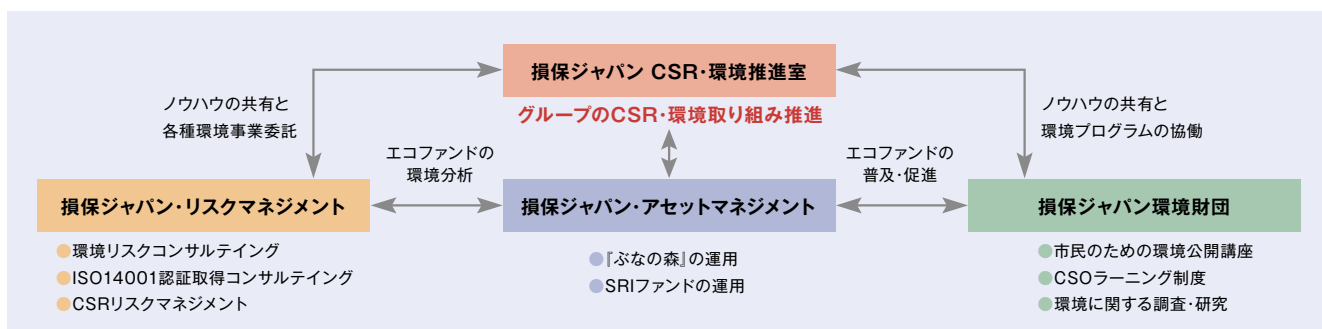 損保ジャパン CSR・環境推進室
グループのCSR・環境取り組み推進
ノウハウの共有と
各種環境事業委託
ノウハウの共有と
環境プログラムの協働
エコファンドの
環境分析
エコファンドの
普及・促進
損保ジャパン・リスクマネジメント
損保ジャパン・アセットマネジメント
損保ジャパン環境財団
●環境リスクコンサルテイング
●ISO14001認証取得コンサルテイング
●CSRリスクマネジメント
●『ぶなの森』の運用
●SRIファンドの運用
●市民のための環境公開講座
●CSOラーニング制度
●環境に関する調査・研究